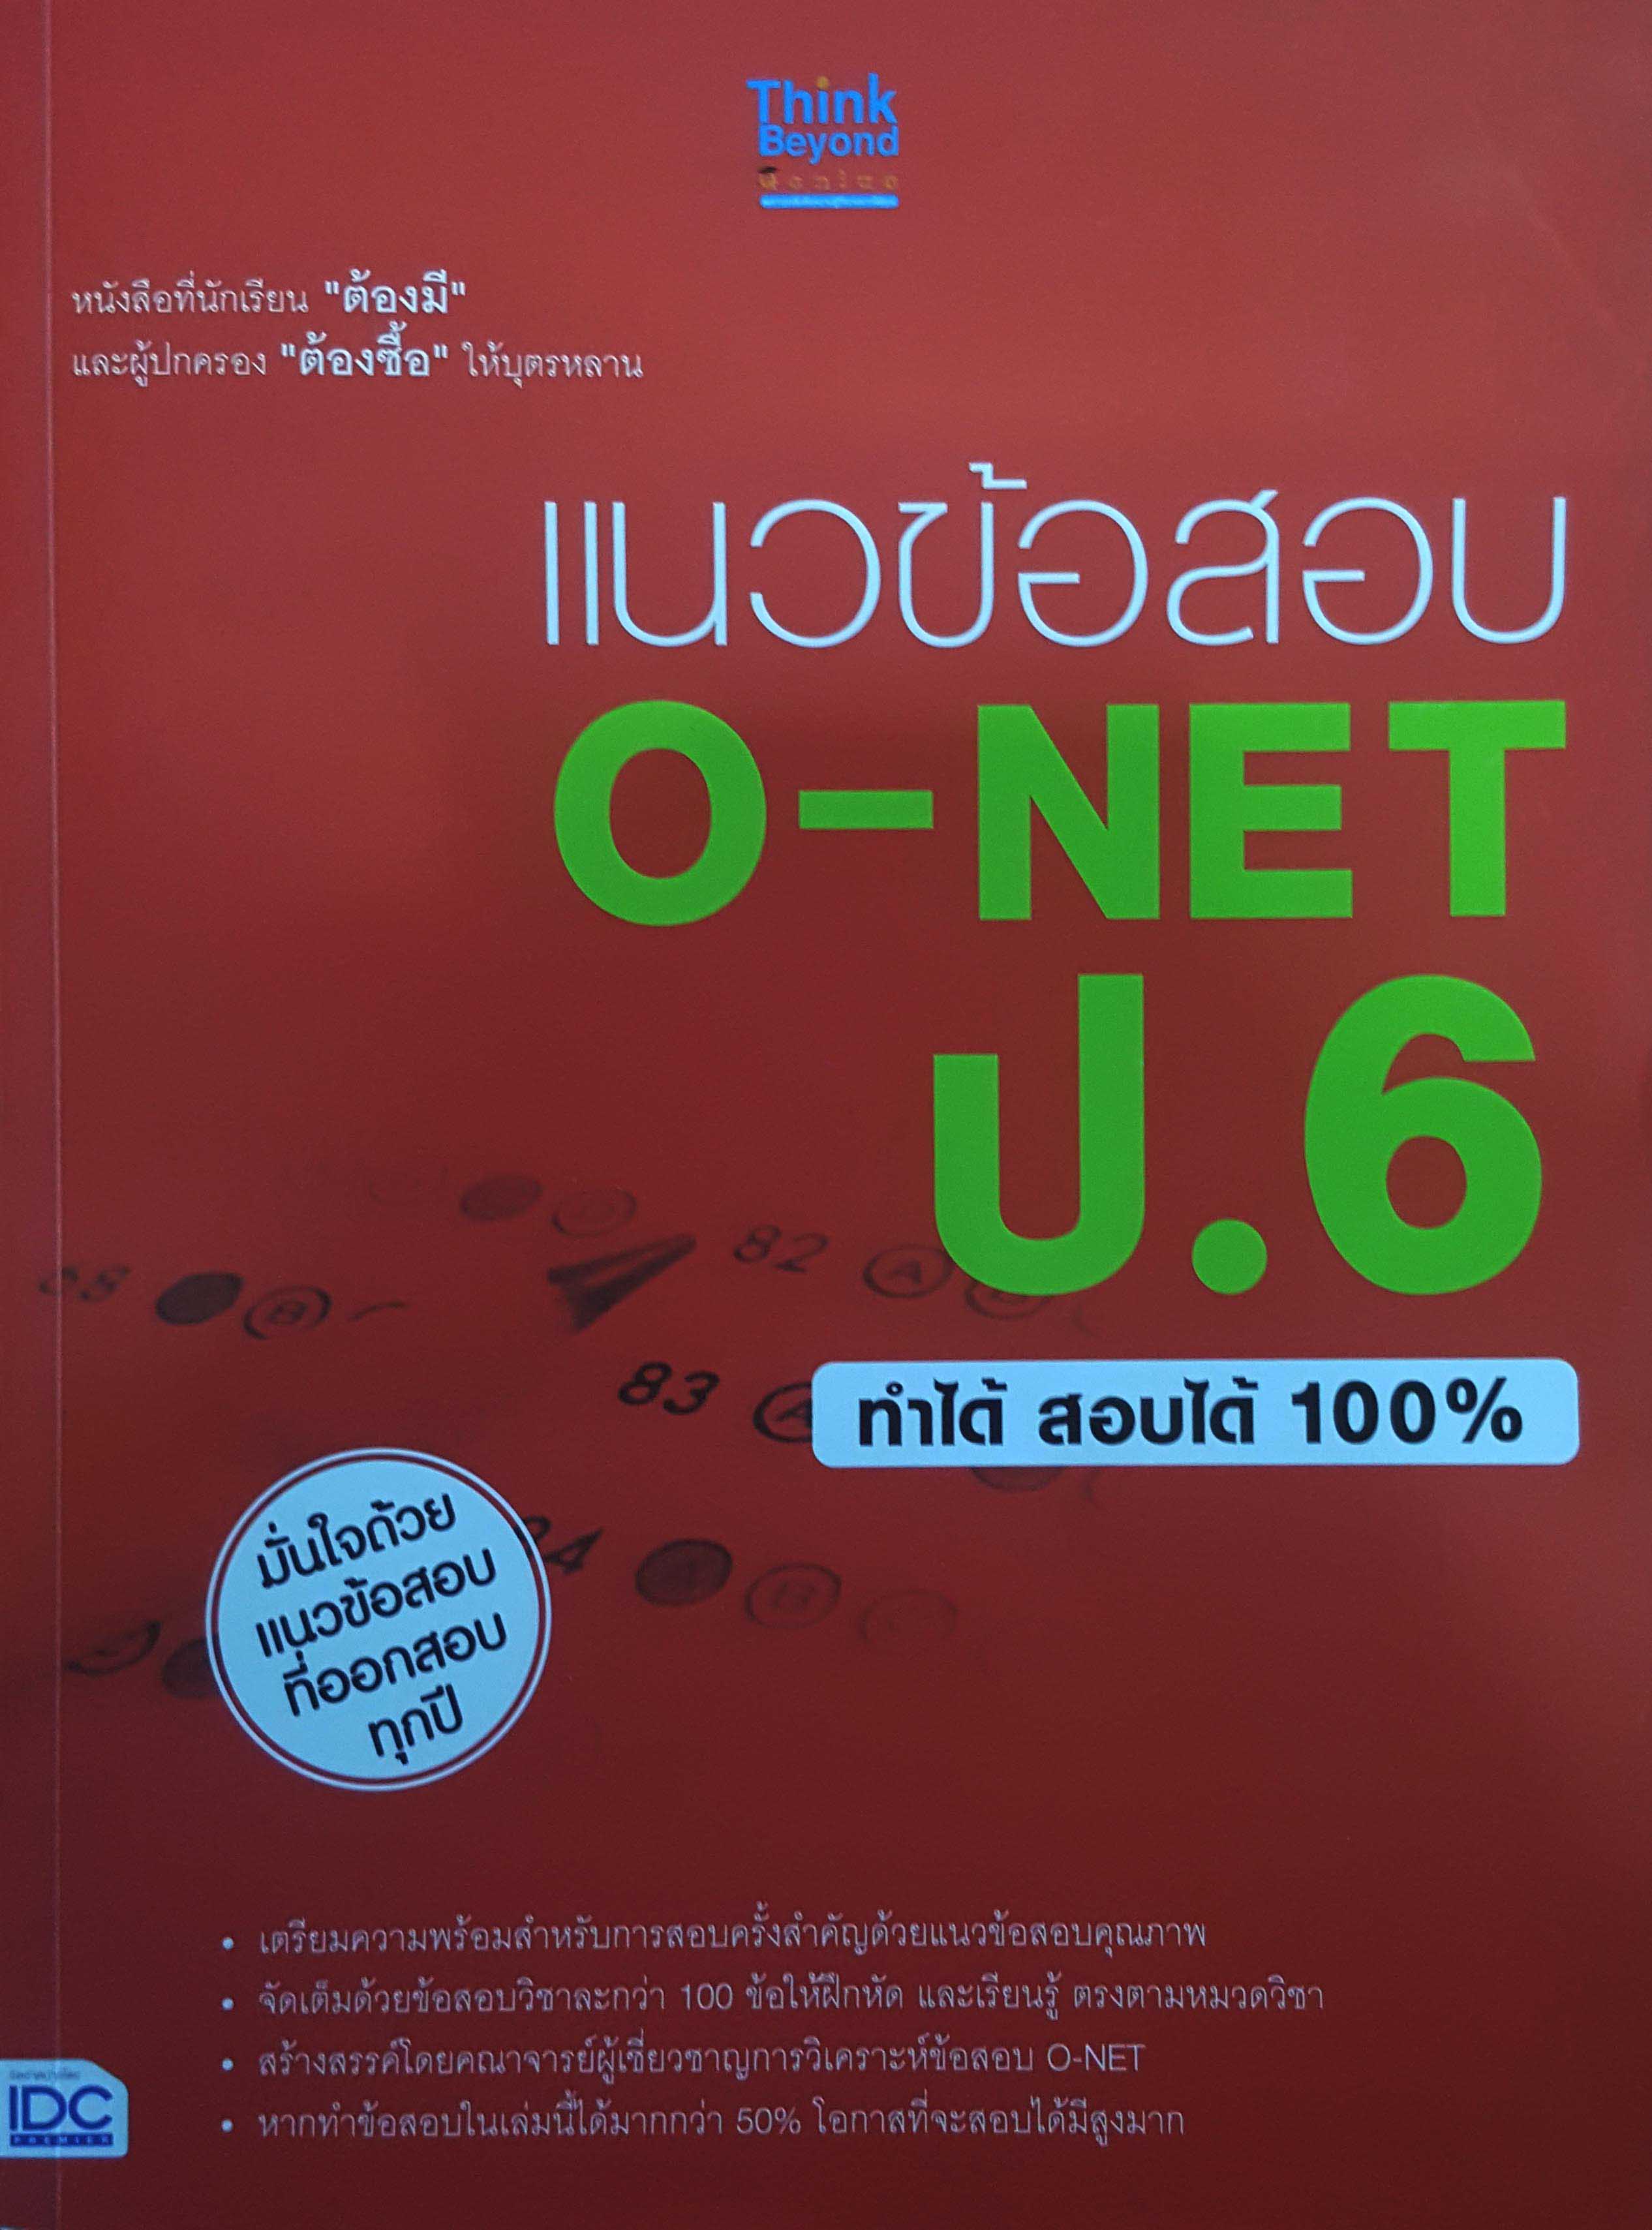 Think
Beyond
Genius
หนังสือที่นักเรียน "ต้องมี"
และผู้ปกครอง "ต้องซื้อ" ให้บุตรหลาน
แนวข้อสอบ
O-NET
ป.6
82 A
B
83 A
ทำได้ สอบได้ 100%
มั่นใจด้วย
แนวข้อสอบ
ที่ออกสอบ
ทุกปี
84 A B
• เตรียมความพร้อมสำหรับการสอบครั้งสำคัญด้วยแนวข้อสอบคุณภาพ
• จัดเต็มด้วยข้อสอบวิชาละกว่า 100 ข้อให้ฝึกหัด และเรียนรู้ ตรงตามหมวดวิชา
• สร้างสรรค์โดยคณาจารย์ผู้เชี่ยวชาญการวิเคราะห์ข้อสอบ O-NET
• หากทำข้อสอบในเล่มนี้ได้มากกว่า 50% โอกาสที่จะสอบได้มีสูงมาก
IDC
PREMIER